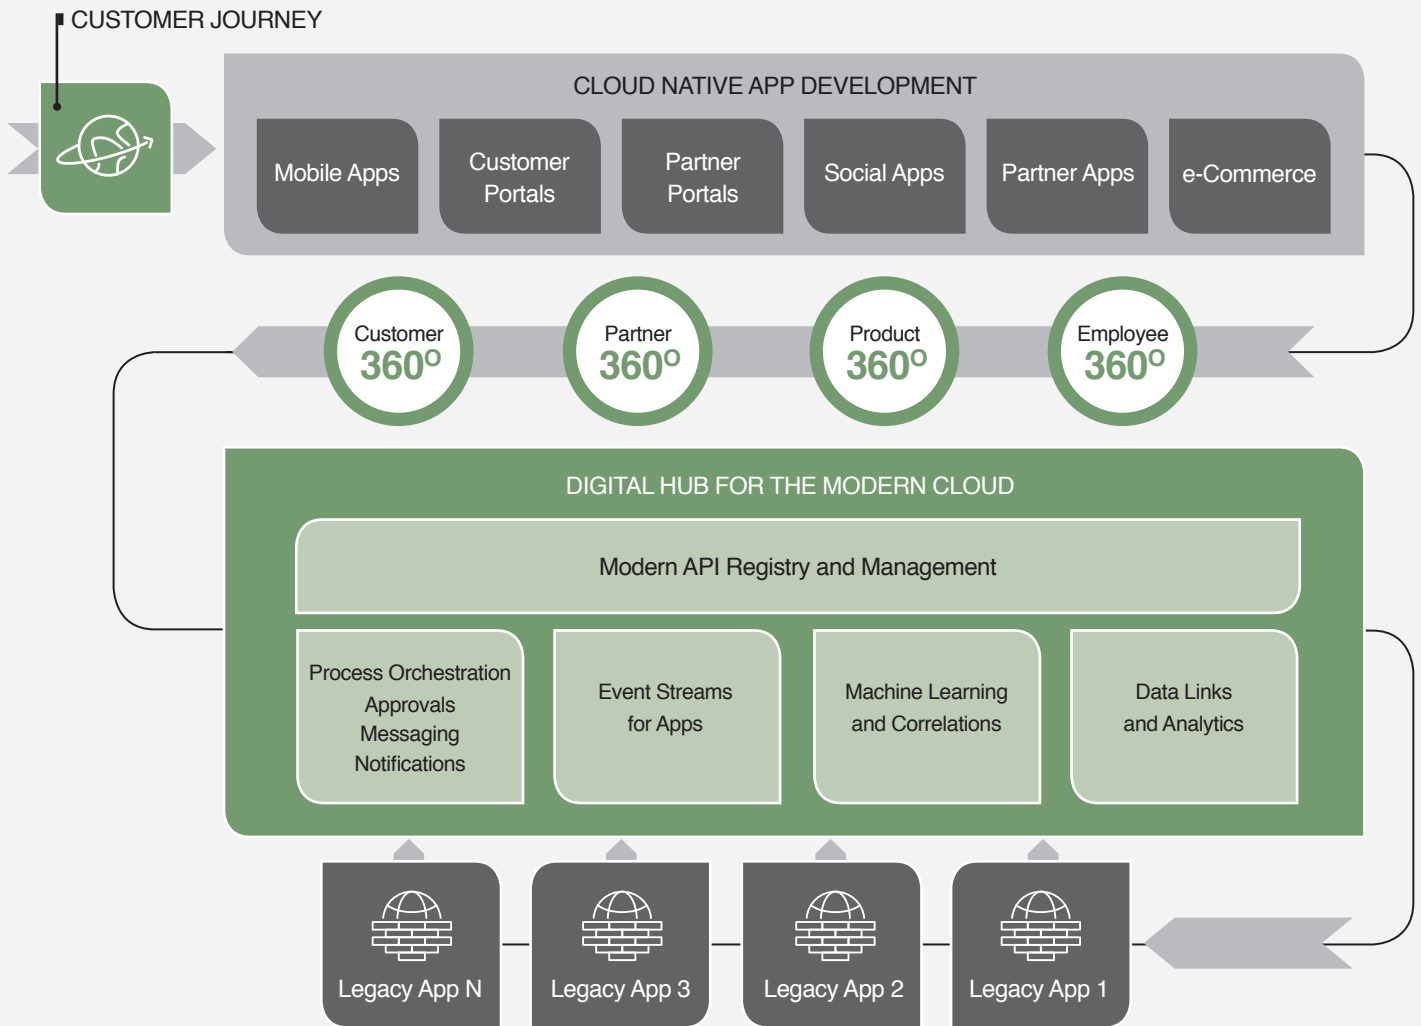 CUSTOMER JOURNEY
CLOUD NATIVE APP DEVELOPMENT
Mobile Apps
Customer
Portals
Partner
Portals
Social Apps
Partner Apps
e-Commerce
Customer
360º
Partner
360º
Product
360º
Employee
360º
DIGITAL HUB FOR THE MODERN CLOUD
Modern API Registry and Management
Process Orchestration
Approvals
Messaging
Notifications
Event Streams
for Apps
Machine Learning
and Correlations
Data Links
and Analytics
Legacy App N
Legacy App 3
Legacy App 2
Legacy App 1